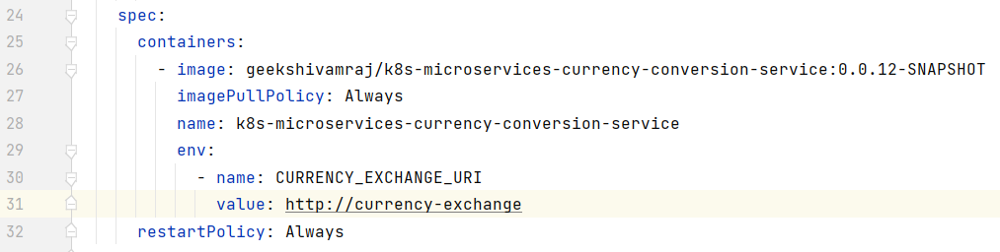 24 spec:
25 containers:
26 - image: geekshivamraj/k8s-microservices-currency-conversion-service:0.0.12-SNAPSHOT
27 imagePullPolicy: Always
28 name: k8s-microservices-currency-conversion-service
29 env:
30 - name: CURRENCY_EXCHANGE_URI
31 value: http://currency-exchange
32 restartPolicy: Always